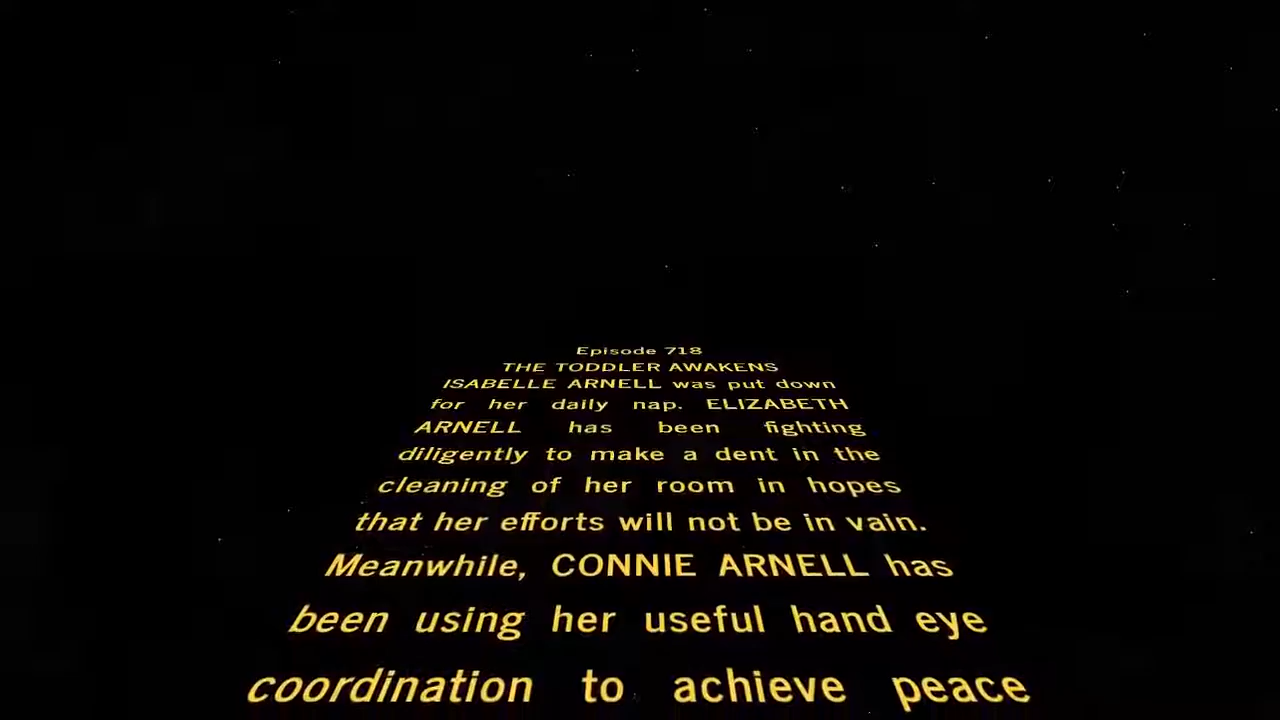 Episode 718
THE TODDLER AWAKENS
ISABELLE ARNELL was put down
for her daily nap. ELIZABETH
ARNELL has been fighting
diligently to make a dent in the
cleaning of her room in hopes
that her efforts will not be in vain.
Meanwhile, CONNIE ARNELL has
been using her useful hand eye
coordination to achieve peace